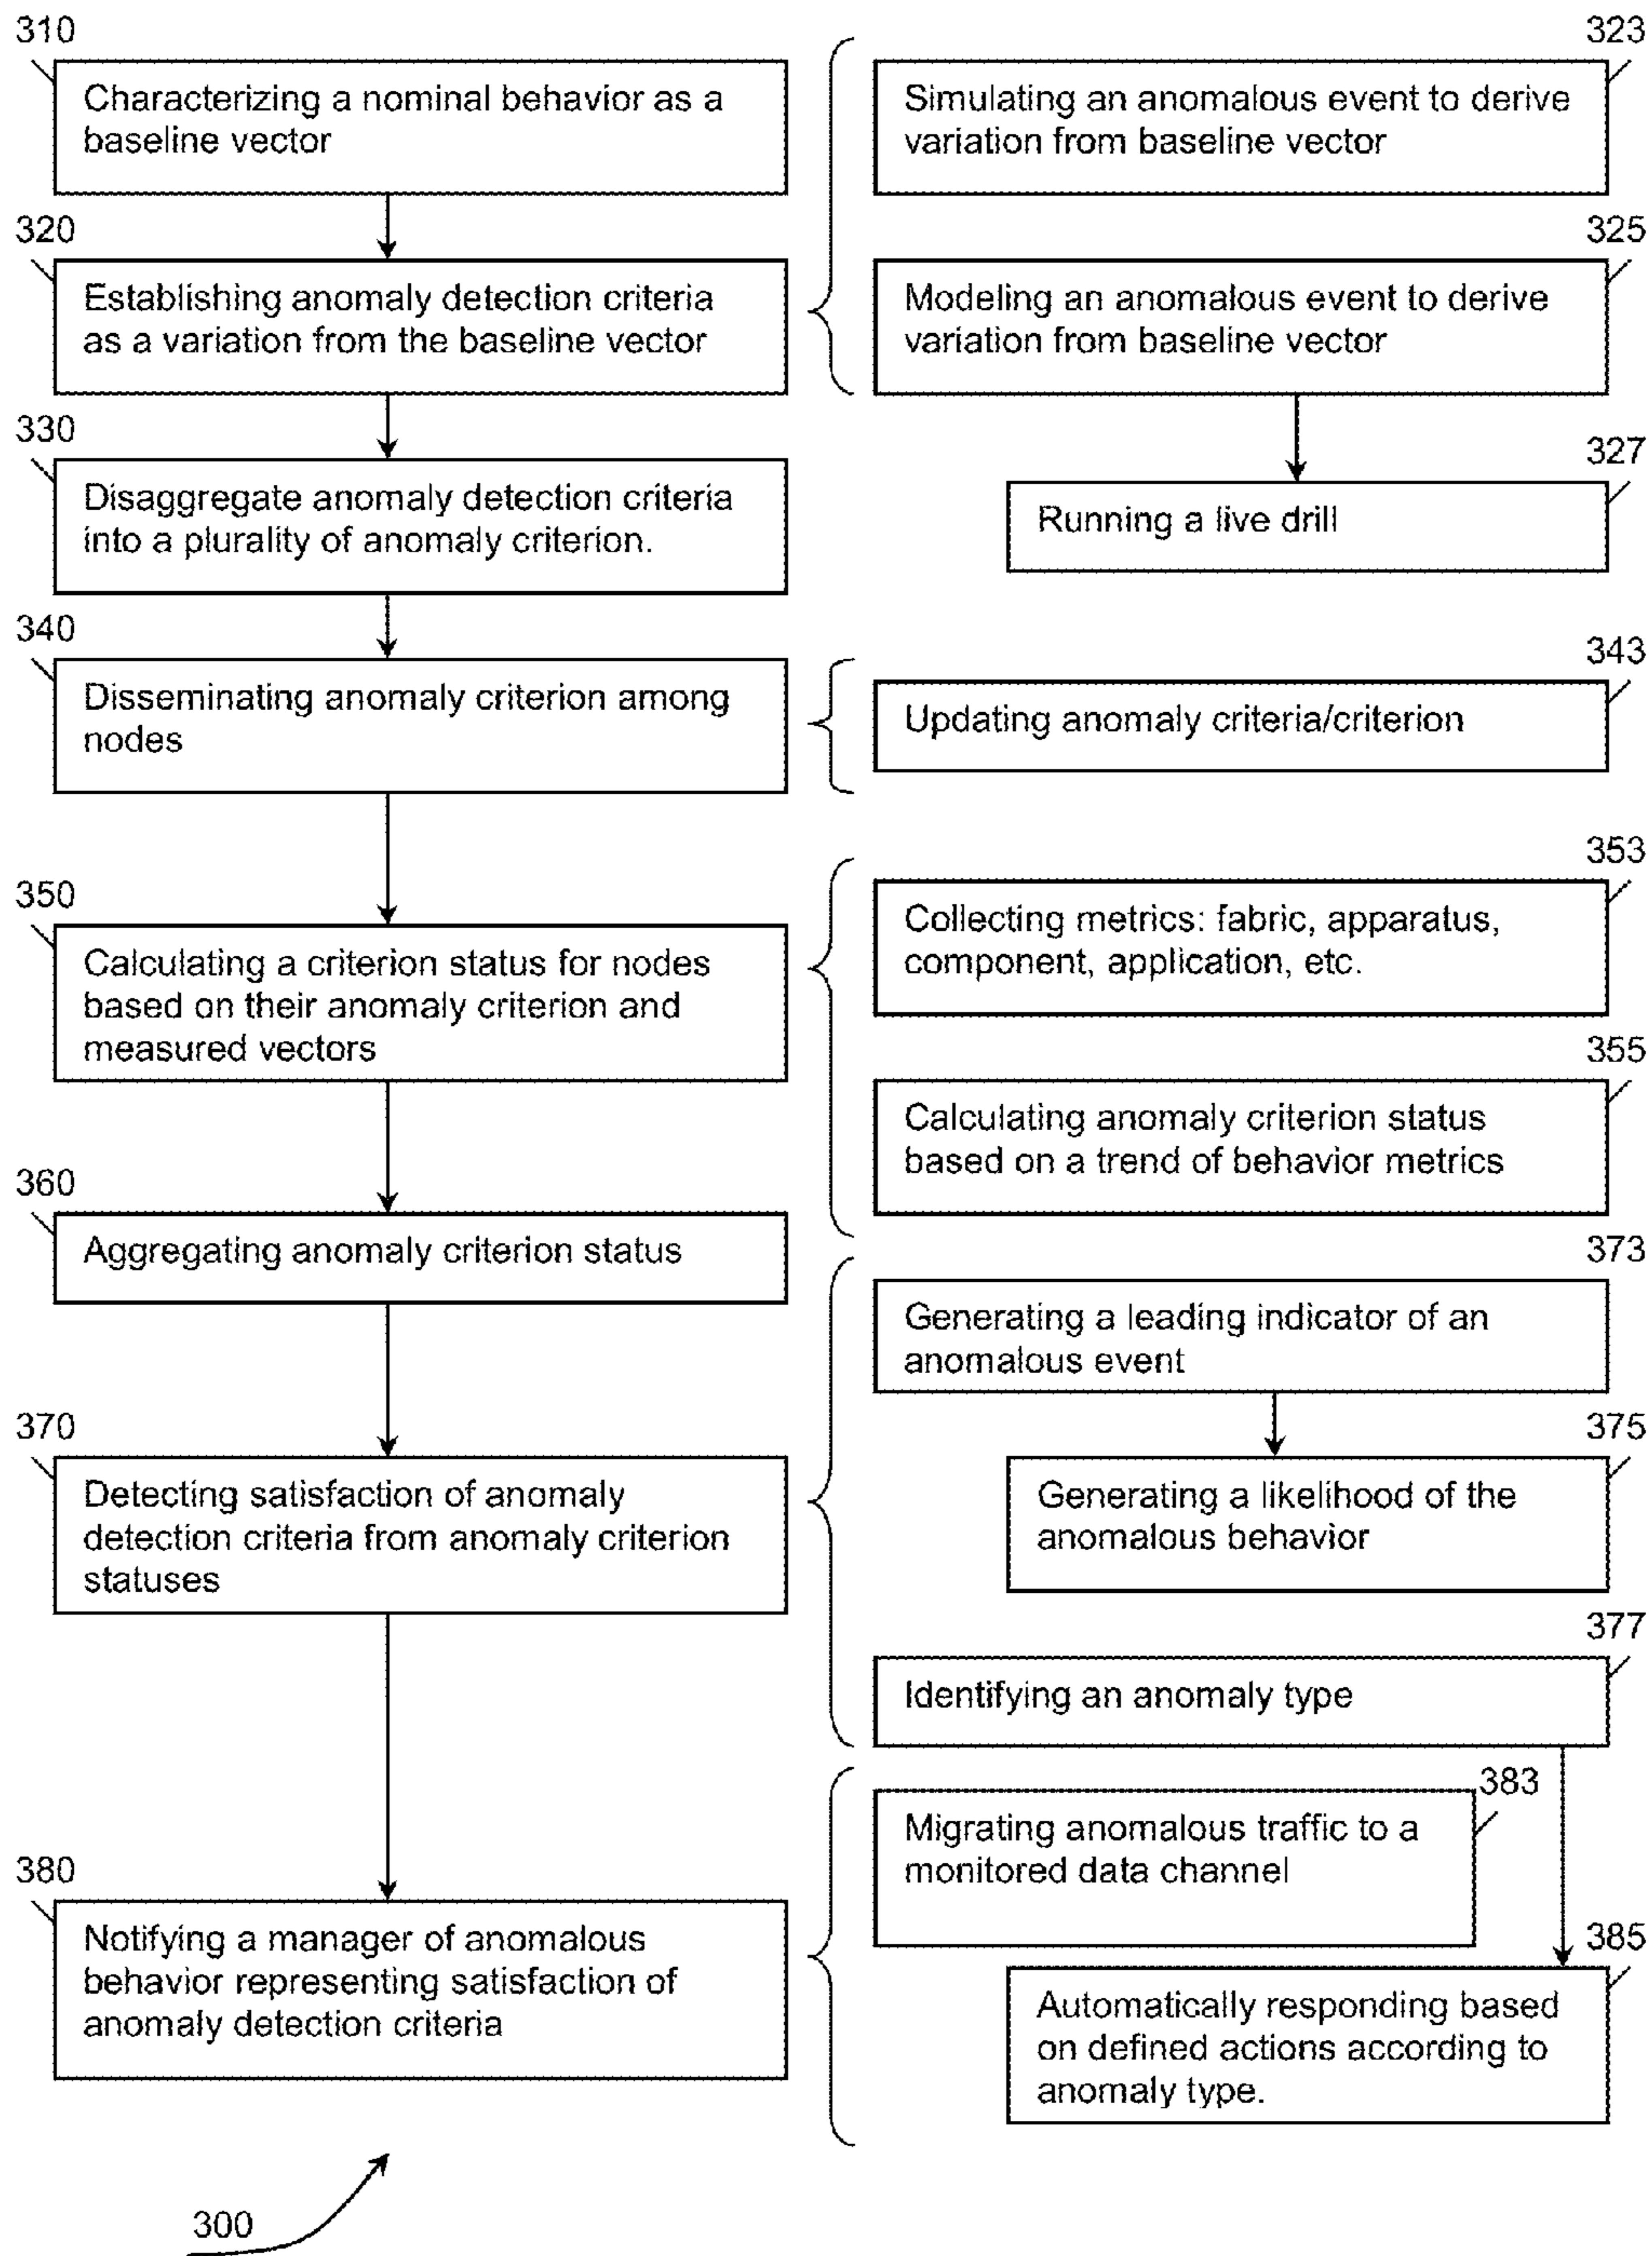 310
Characterizing a nominal behavior as a
baseline vector
323
Simulating an anomalous event to derive
variation from baseline vector
320
Establishing anomaly detection criteria
as a variation from the baseline vector
325
Modeling an anomalous event to derive
variation from baseline vector
330
Disaggregate anomaly detection criteria
into a plurality of anomaly criterion.
327
Running a live drill
340
Disseminating anomaly criterion among
nodes
343
Updating anomaly criteria/criterion
350
Calculating a criterion status for nodes
based on their anomaly criterion and
measured vectors
353
Collecting metrics: fabric, apparatus,
component, application, etc.
355
Calculating anomaly criterion status
based on a trend of behavior metrics
360
Aggregating anomaly criterion status
373
Generating a leading indicator of an
anomalous event
370
Detecting satisfaction of anomaly
detection criteria from anomaly criterion
statuses
375
Generating a likelihood of the
anomalous behavior
377
Identifying an anomaly type
380
Notifying a manager of anomalous
behavior representing satisfaction of
anomaly detection criteria
383
Migrating anomalous traffic to a
monitored data channel
385
Automatically responding based
on defined actions according to
anomaly type.
300